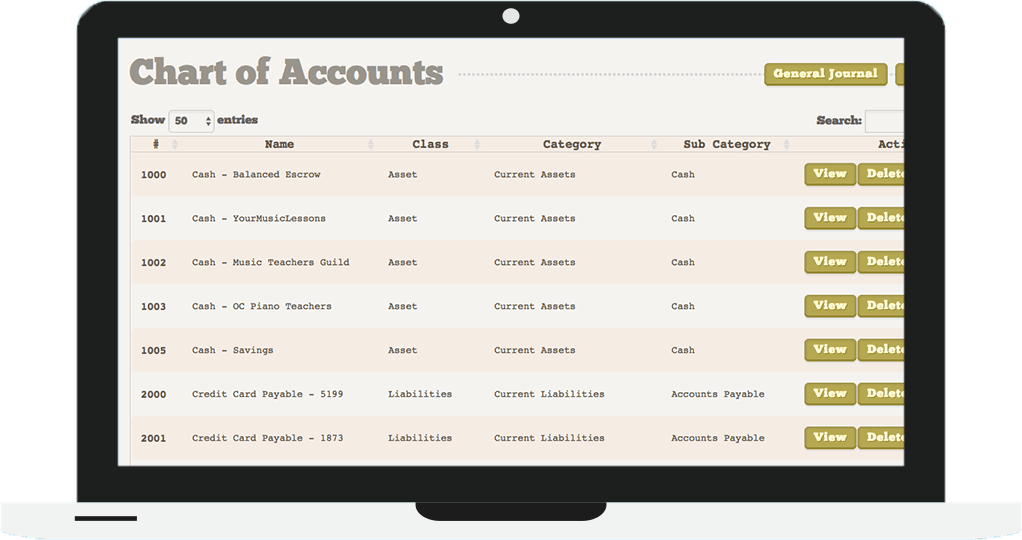 Chart of Accounts
General Journal
Show 50 entries
Search:
# Name Class Category Sub Category Acti
1000 Cash - Balanced Escrow Asset Current Assets Cash View Delete
1001 Cash - YourMusicLessons Asset Current Assets Cash View Delete
1002 Cash - Music Teachers Guild Asset Current Assets Cash View Delete
1003 Cash - OC Piano Teachers Asset Current Assets Cash View Delete
1005 Cash - Savings Asset Current Assets Cash View Delete
2000 Credit Card Payable - 5199 Liabilities Current Liabilities Accounts Payable View Delete
2001 Credit Card Payable - 1873 Liabilities Current Liabilities Accounts Payable View Delete